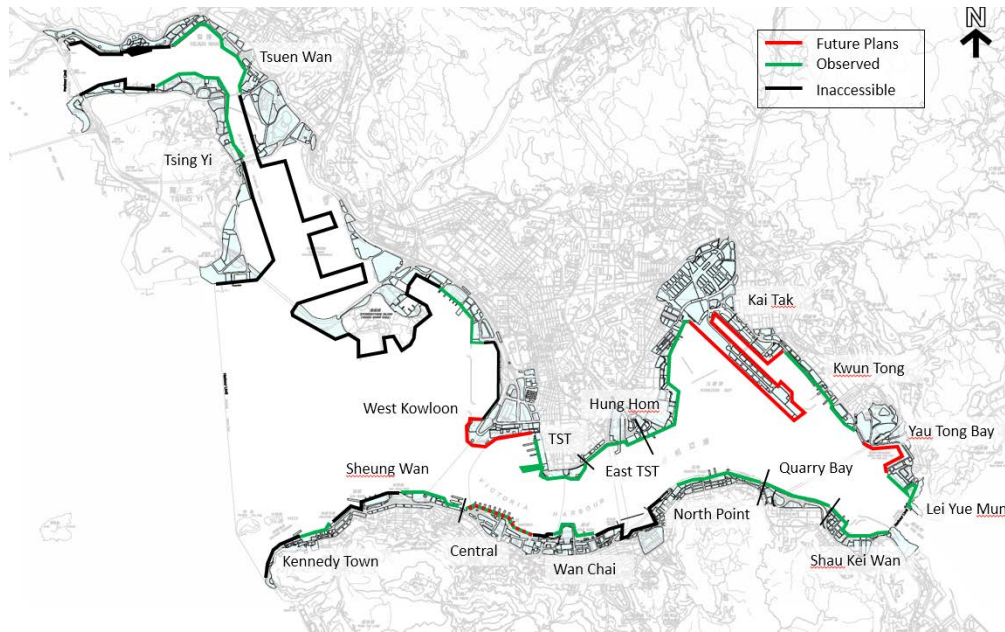 N
Future Plans
Observed
Inaccessible
Tsuen Wan
Tsing Yi
Kai Tak
Kwun Tong
Hung Hom
West Kowloon
TST
Yau Tong Bay
East TST
Quarry Bay
Sheung Wan
Lei Yue Mun
North Point
VICTORIA
HARBOUR
Central
Kennedy Town
Wan Chai
Shau Kei Wan